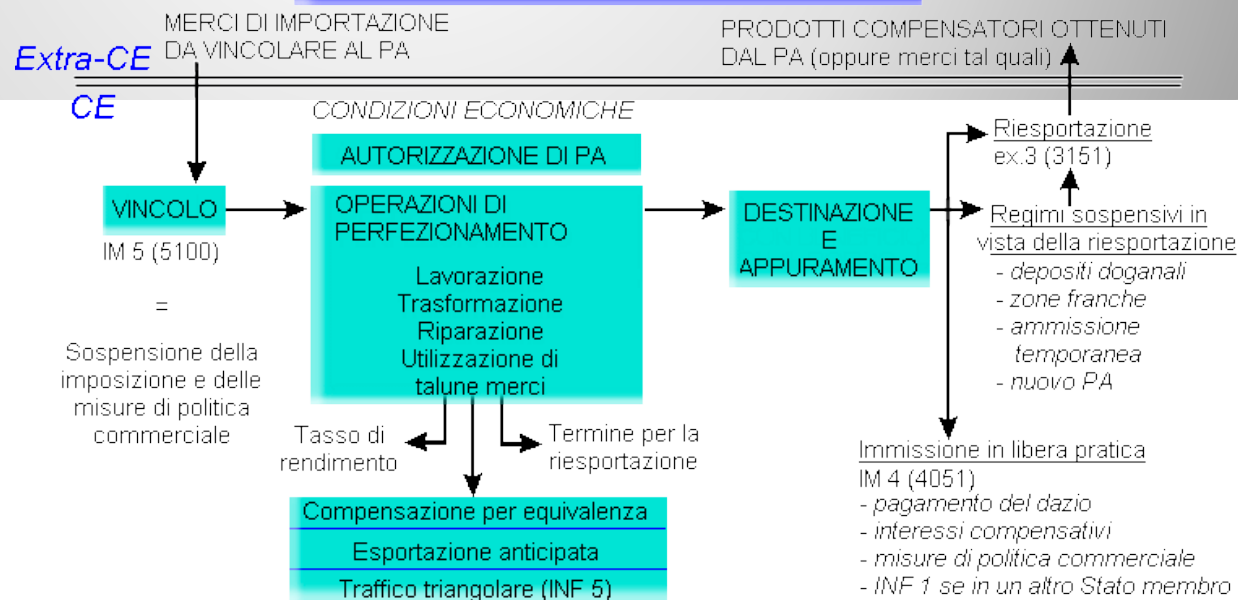 MERCI DI IMPORTAZIONE
DA VINCOLARE AL PA
PRODOTTI COMPENSATORI OTTENUTI
DAL PA (oppure merci tal quali)
Extra-CE
CE
CONDIZIONI ECONOMICHE
AUTORIZZAZIONE DI PA
VINCOLO
IM 5 (5100)
=
Sospensione della
imposizione e delle
misure di politica
commerciale
OPERAZIONI DI
PERFEZIONAMENTO
Lavorazione
Trasformazione
Riparazione
Utilizzazione di
talune merci
Tasso di
rendimento
Termine per la
riesportazione
Compensazione per equivalenza
Esportazione anticipata
Traffico triangolare (INF 5)
DESTINAZIONE
E
APPURAMENTO
Riesportazione
ex.3 (3151)
Regimi sospensivi in
vista della riesportazione
- depositi doganali
- zone franche
- ammissione
temporanea
- nuovo PA
Immissione in libera pratica
IM 4 (4051)
- pagamento del dazio
- interessi compensativi
- misure di politica commerciale
- INF 1 se in un altro Stato membro